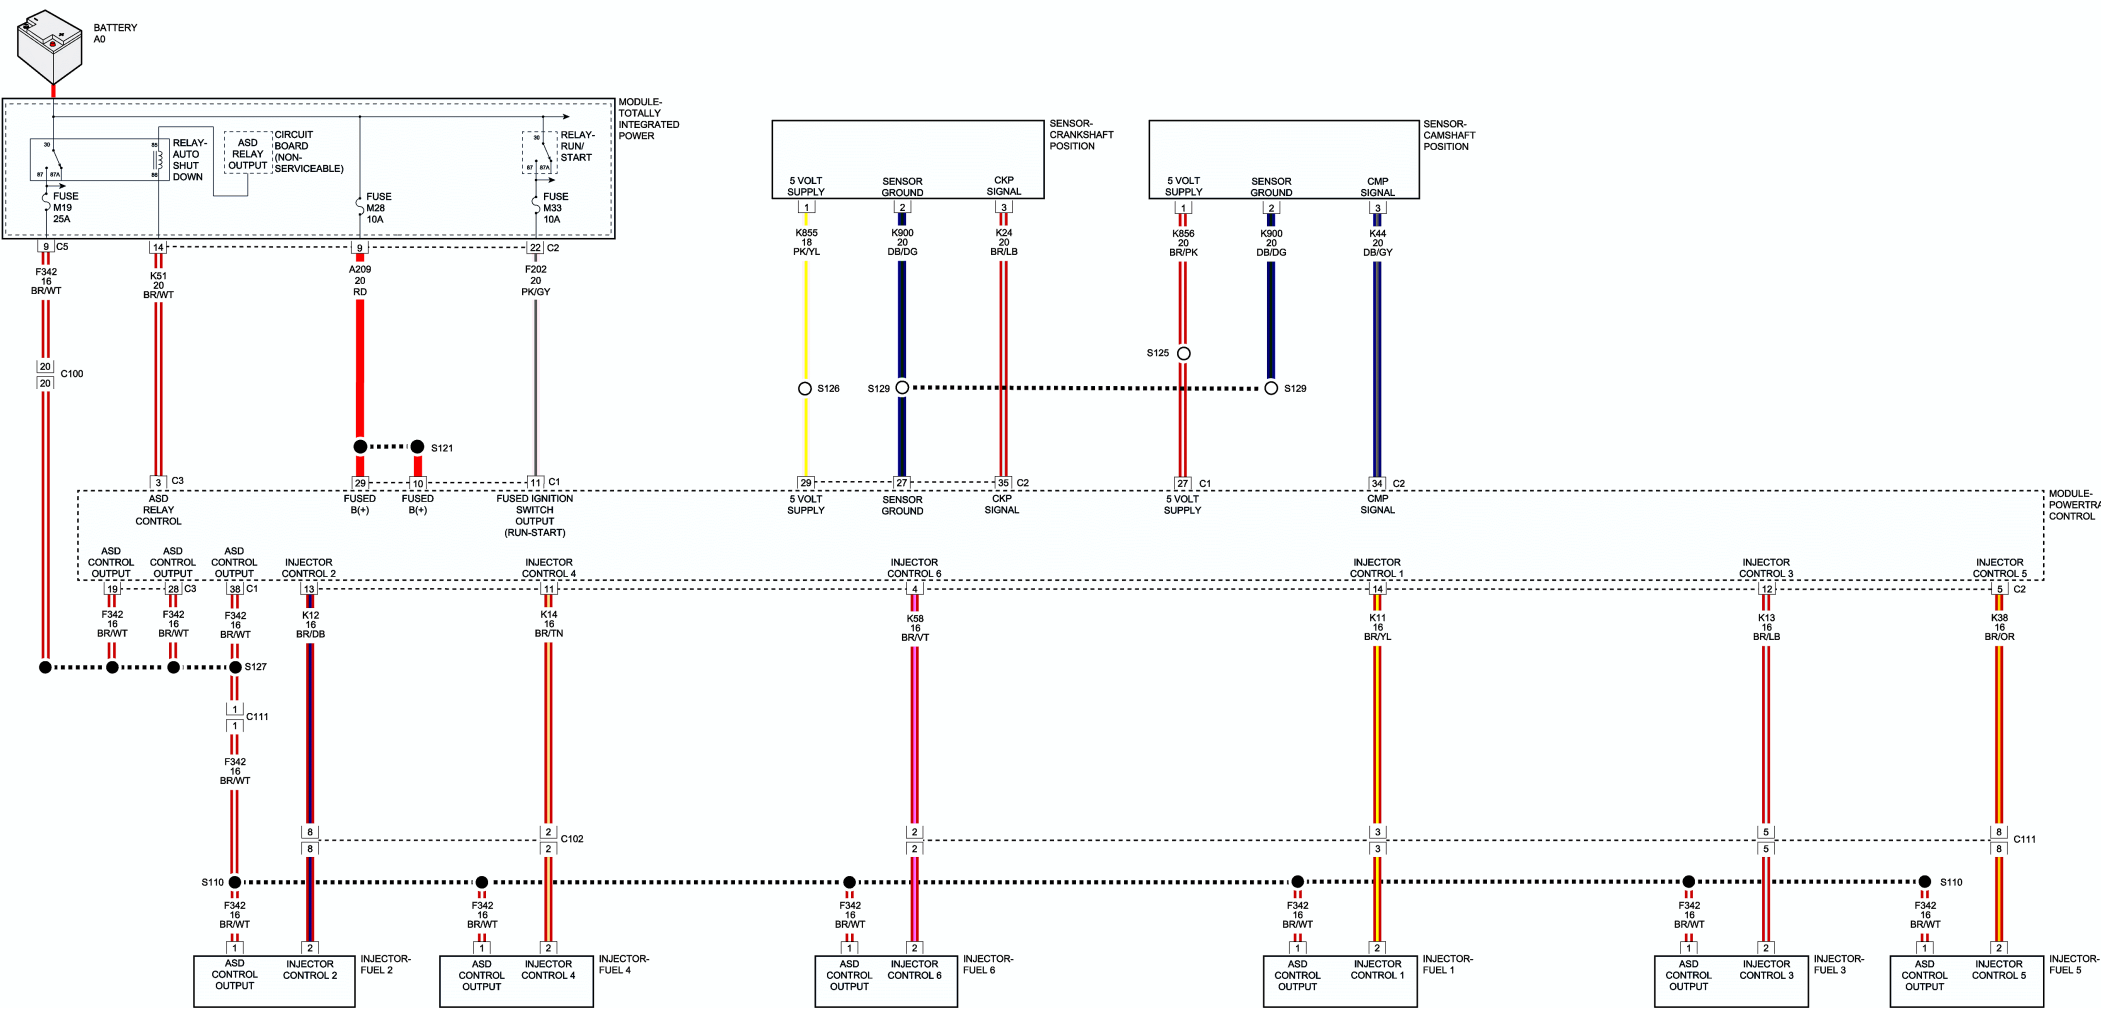 BATTERY
A0
MODULE-
TOTALLY
INTEGRATED
POWER
30
85
86
87
87A
RELAY-
AUTO
SHUT
DOWN
ASD
RELAY
OUTPUT
CIRCUIT
BOARD
(NON-
SERVICEABLE)
30
87
87A
RELAY-
RUN/
START
FUSE
M19
25A
FUSE
M28
10A
FUSE
M33
10A
9 C5
14
9
22 C2
F342
16
BR/WT
K51
20
BR/WT
A209
20
RD
F202
20
PK/GY
20
20
C100
S121
3 C3
29
10
11 C1
ASD
RELAY
CONTROL
FUSED
B(+)
FUSED
B(+)
FUSED IGNITION
SWITCH
OUTPUT
(RUN-START)
SENSOR-
CRANKSHAFT
POSITION
5 VOLT
SUPPLY
SENSOR
GROUND
CKP
SIGNAL
1
2
3
K855
18
PK/YL
K900
20
DB/DG
K24
20
BR/LB
SENSOR-
CAMSHAFT
POSITION
5 VOLT
SUPPLY
SENSOR
GROUND
CMP
SIGNAL
1
2
3
K856
20
BR/PK
K900
20
DB/DG
K44
20
DB/GY
S126
S129
S125
S129
29
27
35 C2
27 C1
34 C2
5 VOLT
SUPPLY
SENSOR
GROUND
CKP
SIGNAL
5 VOLT
SUPPLY
CMP
SIGNAL
MODULE-
POWERTRA
CONTROL
ASD
CONTROL
OUTPUT
ASD
CONTROL
OUTPUT
ASD
CONTROL
OUTPUT
INJECTOR
CONTROL 2
INJECTOR
CONTROL 4
INJECTOR
CONTROL 6
INJECTOR
CONTROL 1
INJECTOR
CONTROL 3
INJECTOR
CONTROL 5
19
28 C3
38 C1
13
11
4
14
12
5 C2
F342
16
BR/WT
F342
16
BR/WT
F342
16
BR/WT
K12
16
BR/DB
K14
16
BR/TN
K58
16
BR/VT
K11
16
BR/YL
K13
16
BR/LB
K38
16
BR/OR
S127
1
1
C111
F342
16
BR/WT
8
8
2
2
C102
2
2
3
3
5
5
8
8
C111
S110
S110
F342
16
BR/WT
F342
16
BR/WT
F342
16
BR/WT
F342
16
BR/WT
F342
16
BR/WT
F342
16
BR/WT
1
2
1
2
1
2
1
2
1
2
1
2
ASD
CONTROL
OUTPUT
INJECTOR
CONTROL 2
INJECTOR-
FUEL 2
ASD
CONTROL
OUTPUT
INJECTOR
CONTROL 4
INJECTOR-
FUEL 4
ASD
CONTROL
OUTPUT
INJECTOR
CONTROL 6
INJECTOR-
FUEL 6
ASD
CONTROL
OUTPUT
INJECTOR
CONTROL 1
INJECTOR-
FUEL 1
ASD
CONTROL
OUTPUT
INJECTOR
CONTROL 3
INJECTOR-
FUEL 3
ASD
CONTROL
OUTPUT
INJECTOR
CONTROL 5
INJECTOR-
FUEL 5